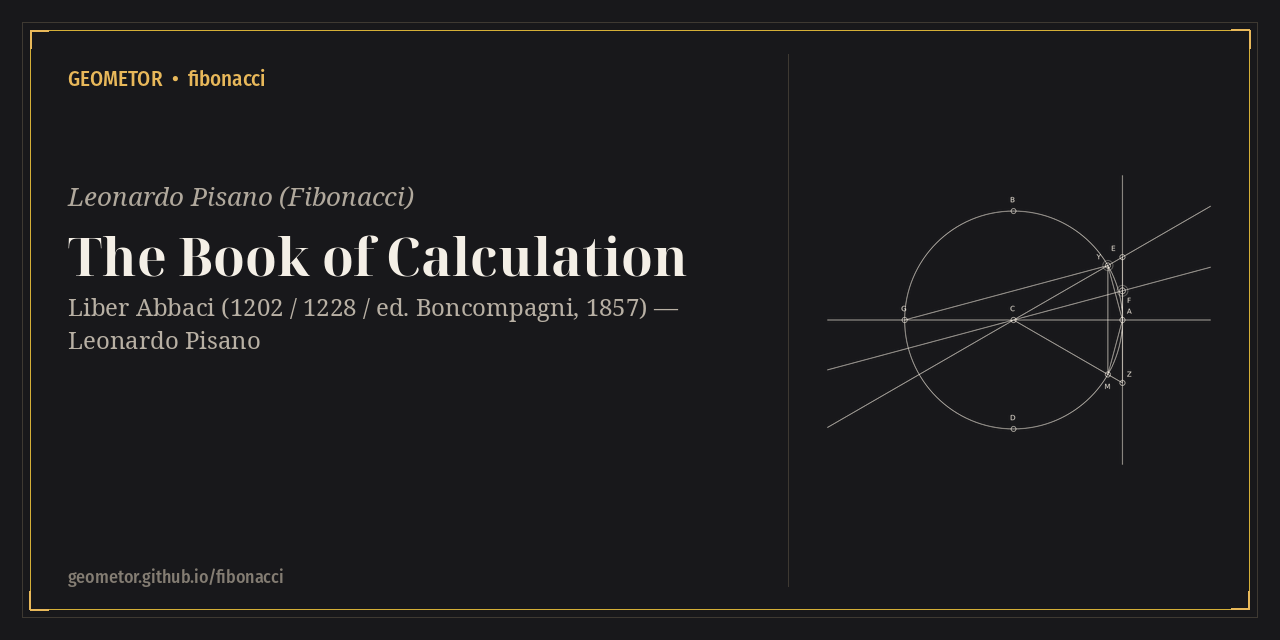 GEOMETOR • fibonacci
Leonardo Pisano (Fibonacci)
The Book of Calculation
Liber Abbaci (1202 / 1228 / ed. Boncompagni, 1857) —
Leonardo Pisano
geometor.github.io/fibonacci
B
E
Y
F
G
C
A
Z
M
D